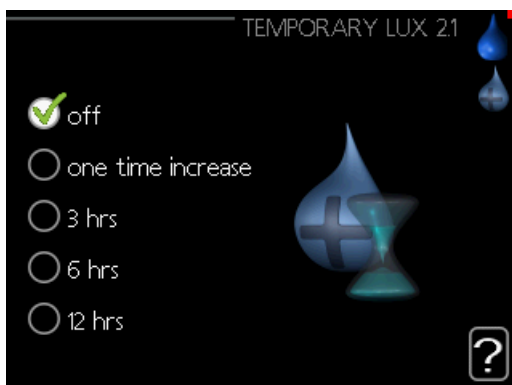 TEMPORARY LUX 2.1
off
one time increase
3 hrs
6 hrs
12 hrs
?